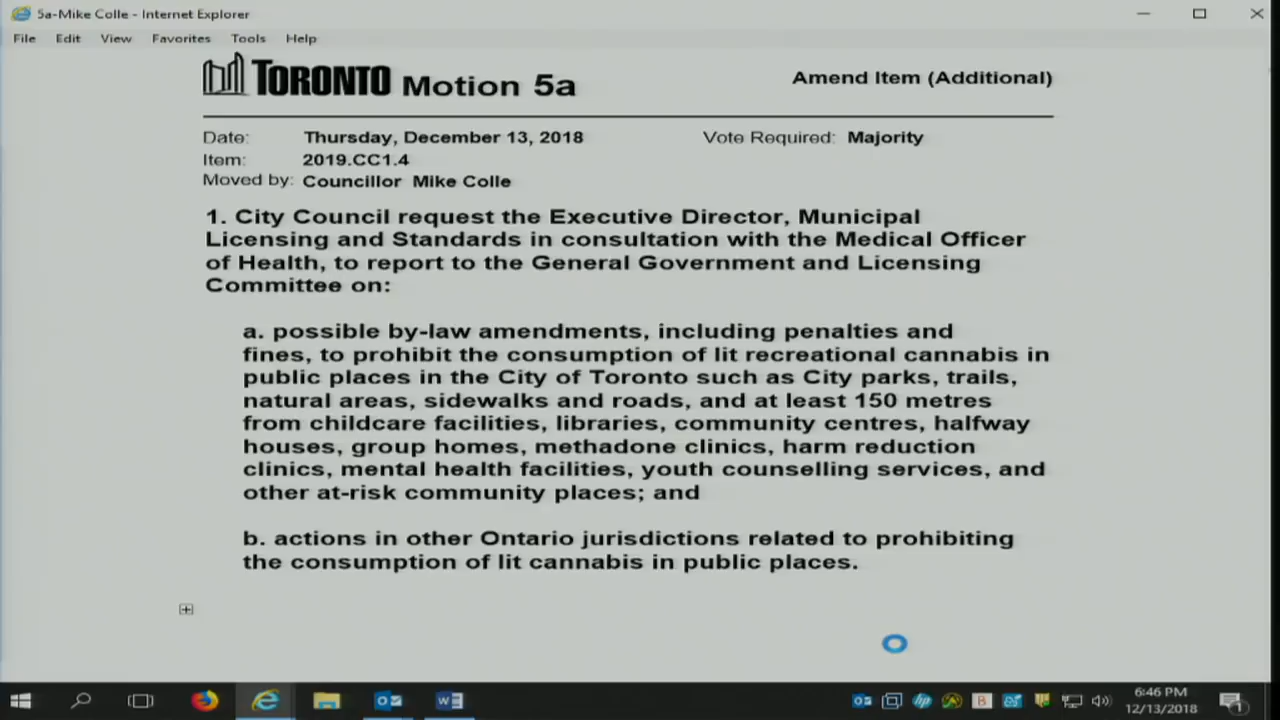 5a-Mike Colle - Internet Explorer
File Edit View Favorites Tools Help
TORONTO Motion 5a
Amend Item (Additional)
Date: Thursday, December 13, 2018 Vote Required: Majority
Item: 2019.CC1.4
Moved by: Councillor Mike Colle
1. City Council request the Executive Director, Municipal
Licensing and Standards in consultation with the Medical Officer
of Health, to report to the General Government and Licensing
Committee on:
a. possible by-law amendments, including penalties and
fines, to prohibit the consumption of lit recreational cannabis in
public places in the City of Toronto such as City parks, trails,
natural areas, sidewalks and roads, and at least 150 metres
from childcare facilities, libraries, community centres, halfway
houses, group homes, methadone clinics, harm reduction
clinics, mental health facilities, youth counselling services, and
other at-risk community places; and
b. actions in other Ontario jurisdictions related to prohibiting
the consumption of lit cannabis in public places.
6:46 PM
12/13/2018